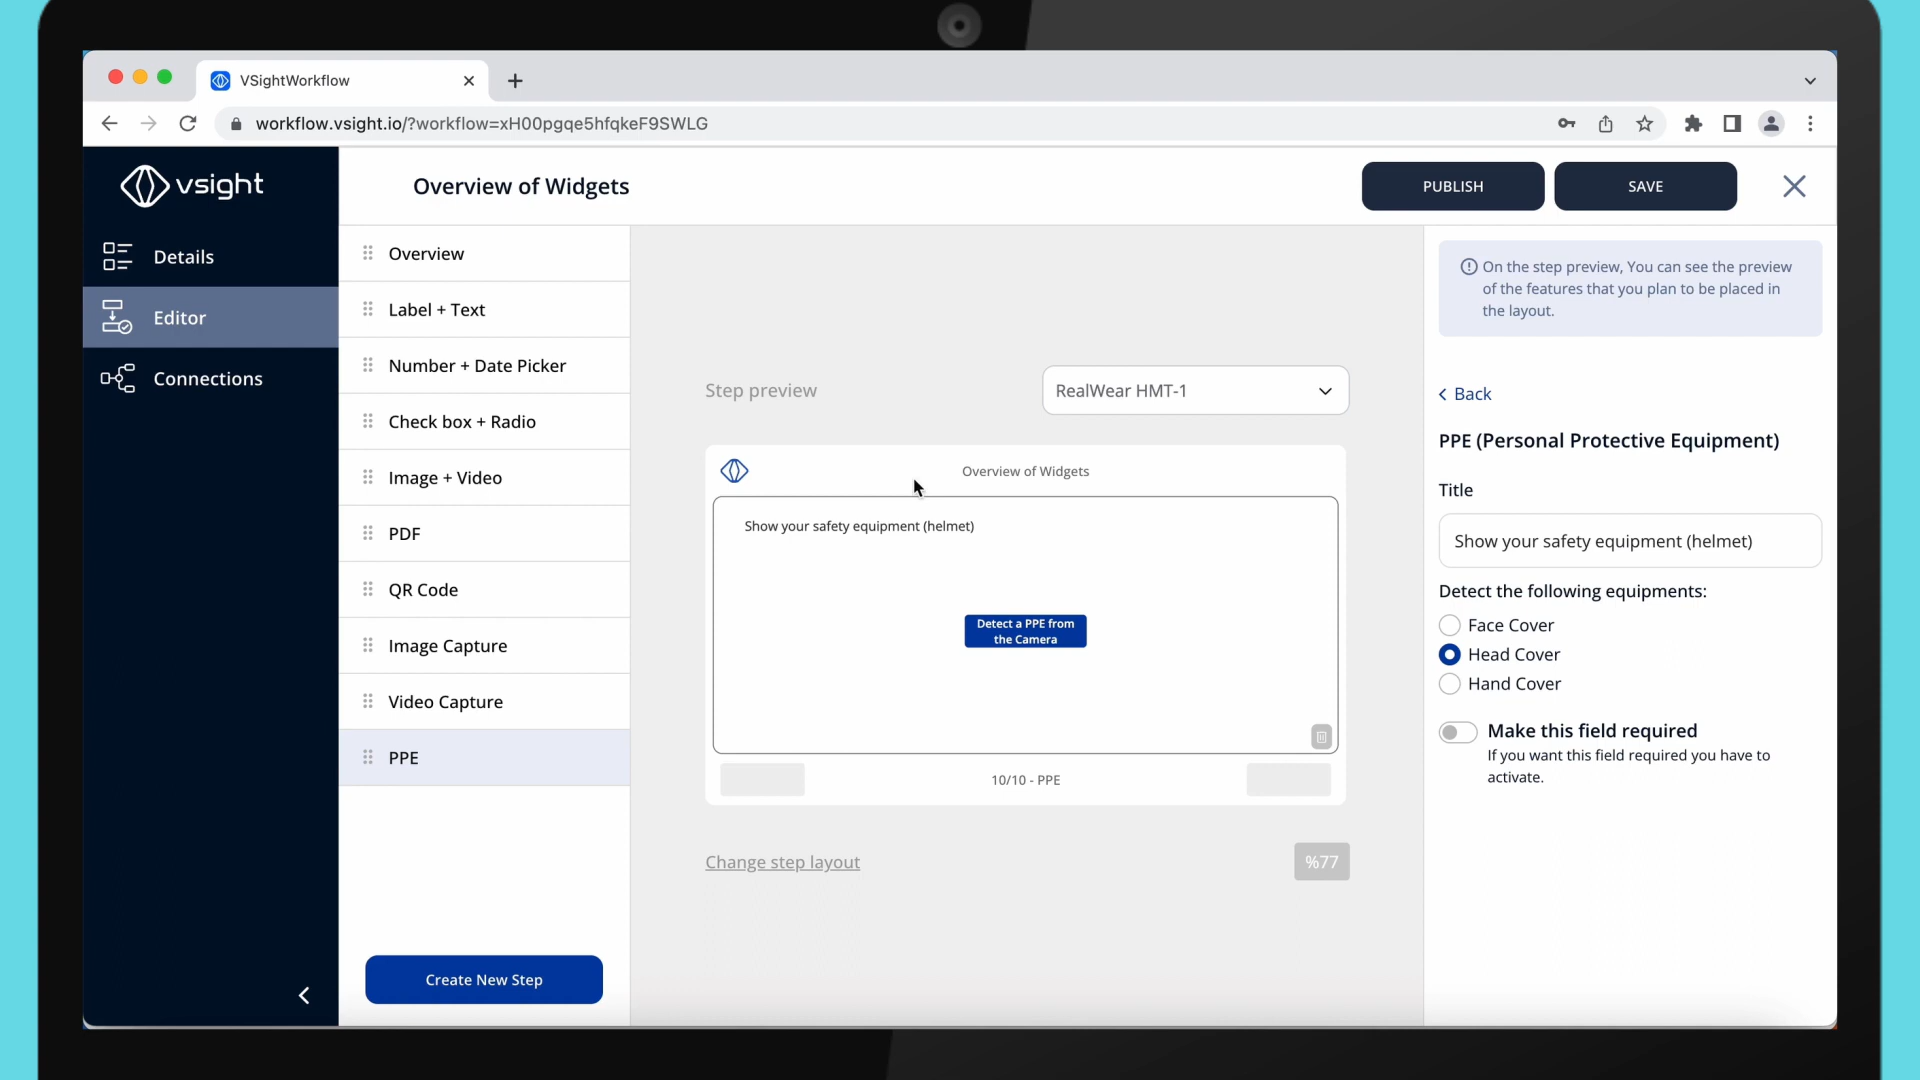 VSightWorkflow
workflow.vsight.io/?workflow=xH00pgqe5hfqkeF9SWLG
vsight
Overview of Widgets
PUBLISH
SAVE
Details
Editor
Connections
Overview
Label + Text
Number + Date Picker
Check box + Radio
Image + Video
PDF
QR Code
Image Capture
Video Capture
PPE
Create New Step
Step preview
RealWear HMT-1
Overview of Widgets
Show your safety equipment (helmet)
Detect a PPE from
the Camera
10/10 - PPE
Change step layout
%77
On the step preview, You can see the preview
of the features that you plan to be placed in
the layout.
Back
PPE (Personal Protective Equipment)
Title
Show your safety equipment (helmet)
Detect the following equipments:
Face Cover
Head Cover
Hand Cover
Make this field required
If you want this field required you have to
activate.